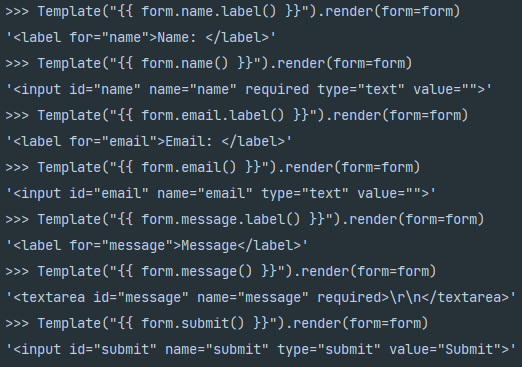 >>> Template("{{ form.name.label() }}").render(form=form)
'<label for="name">Name: </label>'
>>> Template("{{ form.name() }}").render(form=form)
'<input id="name" name="name" required type="text" value="">'
>>> Template("{{ form.email.label() }}").render(form=form)
'<label for="email">Email: </label>'
>>> Template("{{ form.email() }}").render(form=form)
'<input id="email" name="email" type="text" value="">'
>>> Template("{{ form.message.label() }}").render(form=form)
'<label for="message">Message</label>'
>>> Template("{{ form.message() }}").render(form=form)
'<textarea id="message" name="message" required>\r\n</textarea>'
>>> Template("{{ form.submit() }}").render(form=form)
'<input id="submit" name="submit" type="submit" value="Submit">'